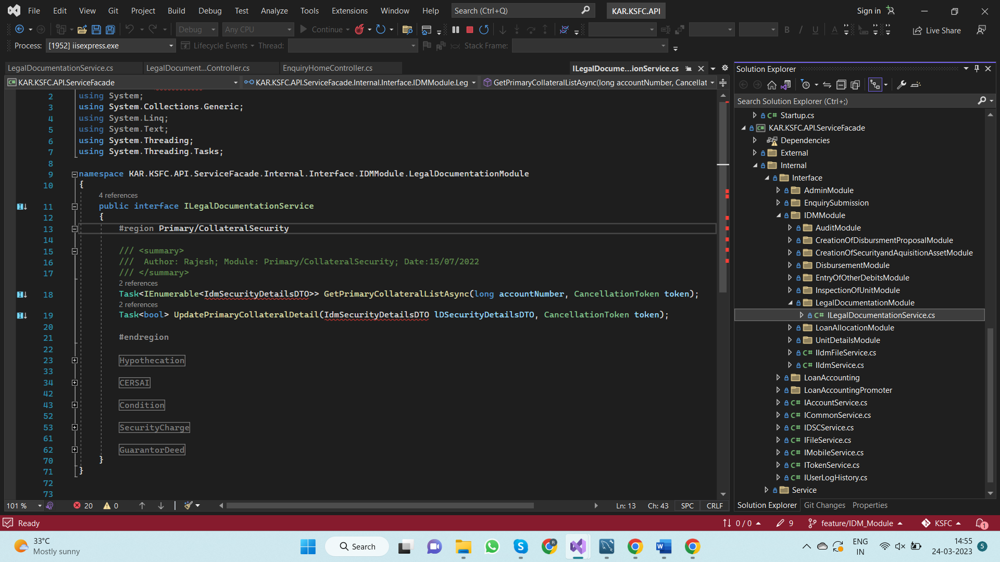 File Edit View Git Project Build Debug Test Analyze Tools Extensions Window Help Search (Ctrl+Q) KAR.KSFC.API Sign in
Debug Any CPU Continue Live Share
Process: [1952] iisexpress.exe Lifecycle Events Thread: Stack Frame:
LegalDocumentationService.cs LegalDocument...Controller.cs EnquiryHomeController.cs ILegalDocume...ionService.cs
KAR.KSFC.API.ServiceFacade KAR.KSFC.API.ServiceFacade.Internal.Interface.IDMModule.Leg GetPrimaryCollateralListAsync(long accountNumber, Cancellat
2 using System;
3 using System.Collections.Generic;
4 using System.Linq;
5 using System.Text;
6 using System.Threading;
7 using System.Threading.Tasks;
8
9 namespace KAR.KSFC.API.ServiceFacade.Internal.Interface.IDMModule.LegalDocumentationModule
10 {
4 references
11 public interface ILegalDocumentationService
12 {
13 #region Primary/CollateralSecurity
14
15 /// <summary>
16 /// Author: Rajesh; Module: Primary/CollateralSecurity; Date:15/07/2022
17 /// </summary>
2 references
18 Task<IEnumerable<IdmSecurityDetailsDTO>> GetPrimaryCollateralListAsync(long accountNumber, CancellationToken token);
2 references
19 Task<bool> UpdatePrimaryCollateralDetail(IdmSecurityDetailsDTO lDSecurityDetailsDTO, CancellationToken token);
20
21 #endregion
22
23 Hypothecation
33
34 CERSAI
42
43 Condition
52
53 SecurityCharge
61
62 GuarantorDeed
70 }
71 }
72
73
101 % 20 0 Ln: 13 Ch: 43 SPC CRLF
Solution Explorer
Search Solution Explorer (Ctrl+;)
C# Startup.cs
C# KAR.KSFC.API.ServiceFacade
Dependencies
External
Internal
Interface
AdminModule
EnquirySubmission
IDMModule
AuditModule
CreationOfDisbursmentProposalModule
CreationOfSecurityandAquisitionAssetModule
DisbursementModule
EntryOfOtherDebitsModule
InspectionOfUnitModule
LegalDocumentationModule
C# ILegalDocumentationService.cs
LoanAllocationModule
UnitDetailsModule
C# IIdmFileService.cs
C# IIdmService.cs
LoanAccounting
LoanAccountingPromoter
C# IAccountService.cs
C# ICommonService.cs
C# IDSCService.cs
C# IFileService.cs
C# IMobileService.cs
C# ITokenService.cs
C# IUserLogHistory.cs
Service
Solution Explorer Git Changes Properties
Ready 0 / 0 9 feature/IDM_Module KSFC 1
33°C
Mostly sunny
Search
ENG
IN
14:55
24-03-2023
5